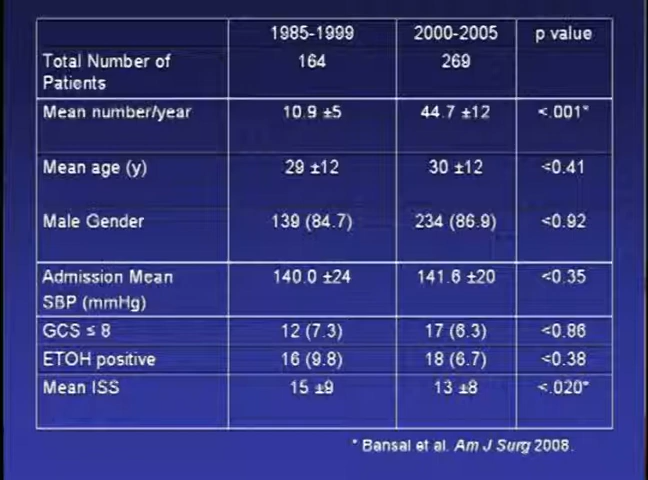 1985-1999 2000-2005 p value
Total Number of Patients 164 269
Mean number/year 10.9 ±5 44.7 ±12 <.001*
Mean age (y) 29 ±12 30 ±12 <0.41
Male Gender 139 (84.7) 234 (86.9) <0.92
Admission Mean SBP (mmHg) 140.0 ±24 141.6 ±20 <0.35
GCS ≤ 8 12 (7.3) 17 (6.3) <0.86
ETOH positive 16 (9.8) 18 (6.7) <0.38
Mean ISS 15 ±9 13 ±8 <.020*
* Bansal et al. Am J Surg 2008.